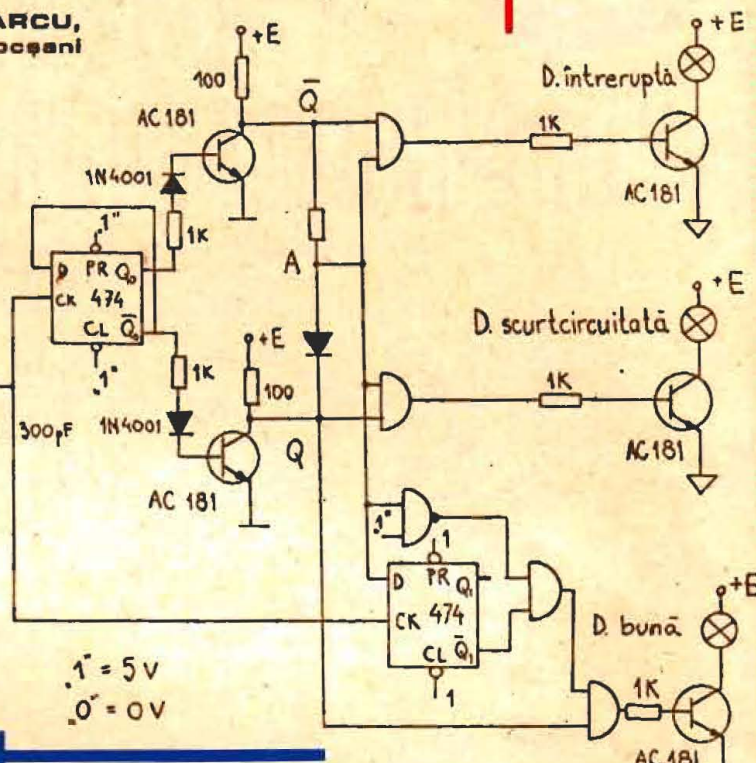 ARCU,
ocșani
+E
100
Q̄
AC 181
1N4001
1K
„1”
D PR Q₀
CK 474
CL Q̄₀
„1”
A
1K
300pF
1N4001
+E
100
Q
AC 181
+E
D. întreruptă
1K
AC181
+E
D. scurtcircuitată
1K
AC181
„1”
1
D PR Q₁
CK 474
CL Q̄₁
1
+E
D. bună
1K
AC 181
„1” = 5V
„0” = 0V